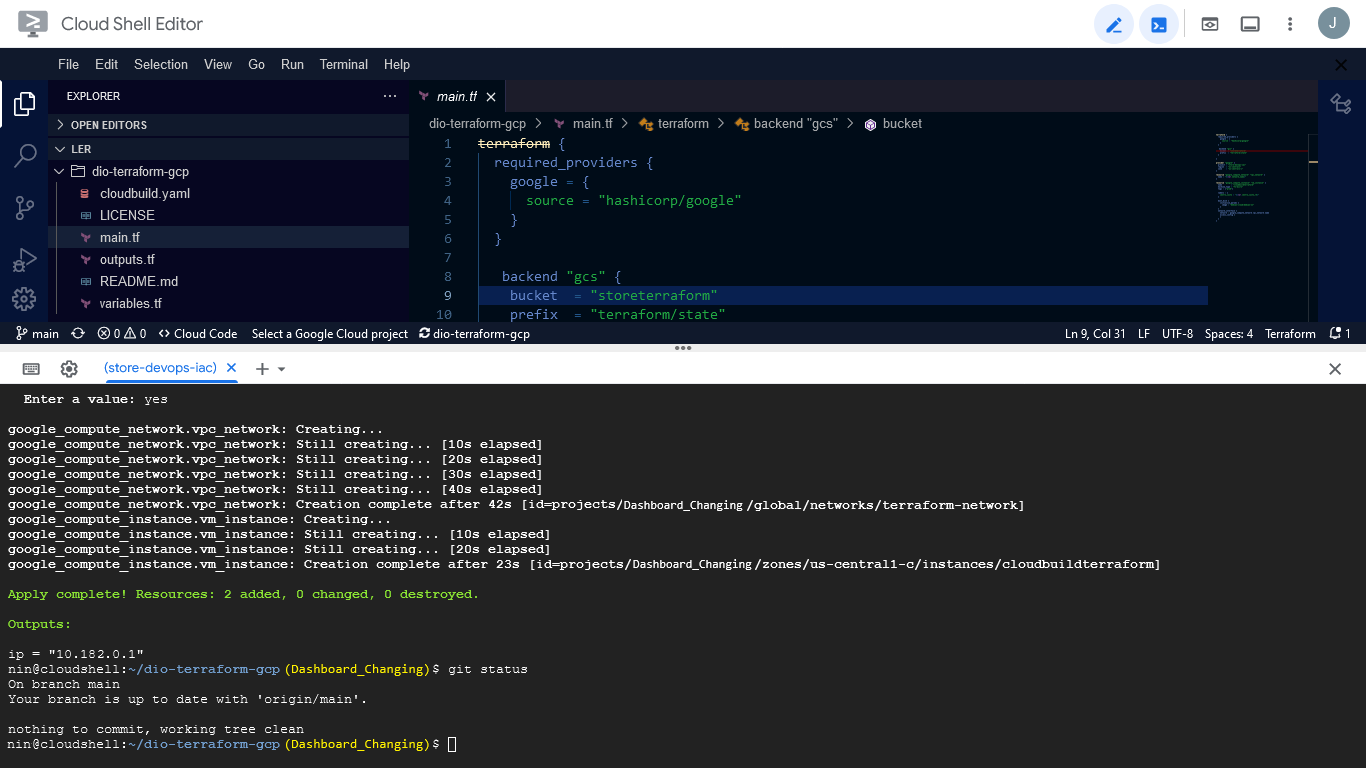 Cloud Shell Editor
J
File Edit Selection View Go Run Terminal Help
EXPLORER
OPEN EDITORS
LER
dio-terraform-gcp
cloudbuild.yaml
LICENSE
main.tf
outputs.tf
README.md
variables.tf
main.tf
dio-terraform-gcp > main.tf > terraform > backend "gcs" > bucket
1 terraform {
2 required_providers {
3 google = {
4 source = "hashicorp/google"
5 }
6 }
7
8 backend "gcs" {
9 bucket = "storeterraform"
10 prefix = "terraform/state"
main 0 0 Cloud Code Select a Google Cloud project dio-terraform-gcp Ln 9, Col 31 LF UTF-8 Spaces: 4 Terraform 1
(store-devops-iac)
Enter a value: yes
google_compute_network.vpc_network: Creating...
google_compute_network.vpc_network: Still creating... [10s elapsed]
google_compute_network.vpc_network: Still creating... [20s elapsed]
google_compute_network.vpc_network: Still creating... [30s elapsed]
google_compute_network.vpc_network: Still creating... [40s elapsed]
google_compute_network.vpc_network: Creation complete after 42s [id=projects/Dashboard_Changing/global/networks/terraform-network]
google_compute_instance.vm_instance: Creating...
google_compute_instance.vm_instance: Still creating... [10s elapsed]
google_compute_instance.vm_instance: Still creating... [20s elapsed]
google_compute_instance.vm_instance: Creation complete after 23s [id=projects/Dashboard_Changing/zones/us-central1-c/instances/cloudbuildterraform]
Apply complete! Resources: 2 added, 0 changed, 0 destroyed.
Outputs:
ip = "10.182.0.1"
nin@cloudshell:~/dio-terraform-gcp (Dashboard_Changing)$ git status
On branch main
Your branch is up to date with 'origin/main'.
nothing to commit, working tree clean
nin@cloudshell:~/dio-terraform-gcp (Dashboard_Changing)$